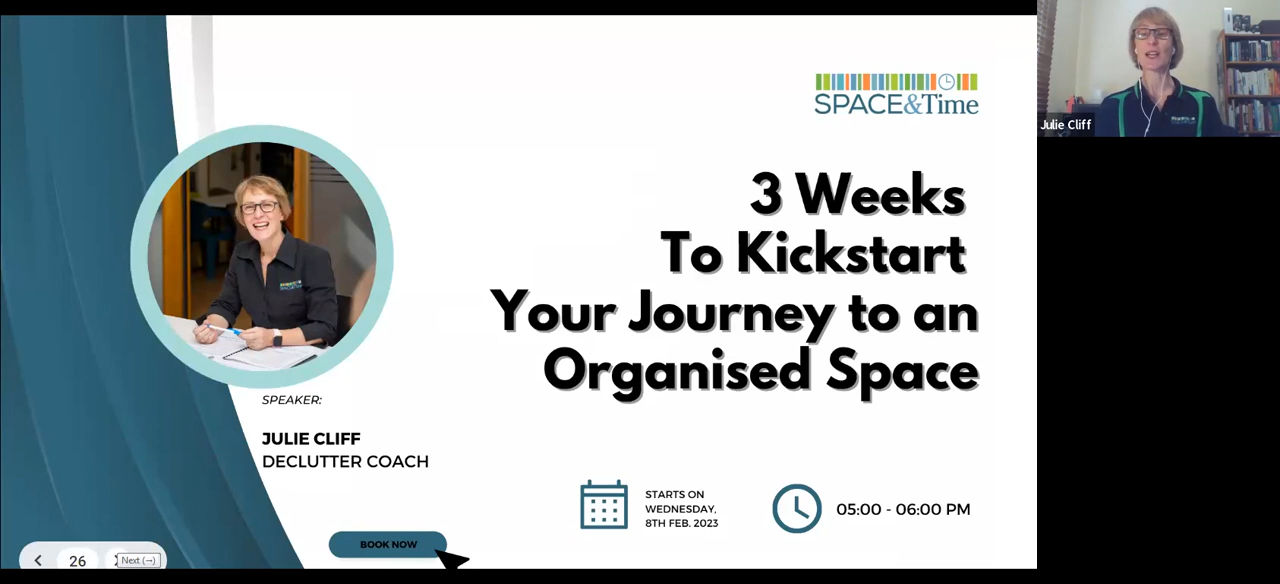 SPACE&Time
3 Weeks
To Kickstart
Your Journey to an
Organised Space
SPEAKER:
JULIE CLIFF
DECLUTTER COACH
STARTS ON
WEDNESDAY,
8TH FEB. 2023
05:00 - 06:00 PM
BOOK NOW
26
Next (→)
Julie Cliff